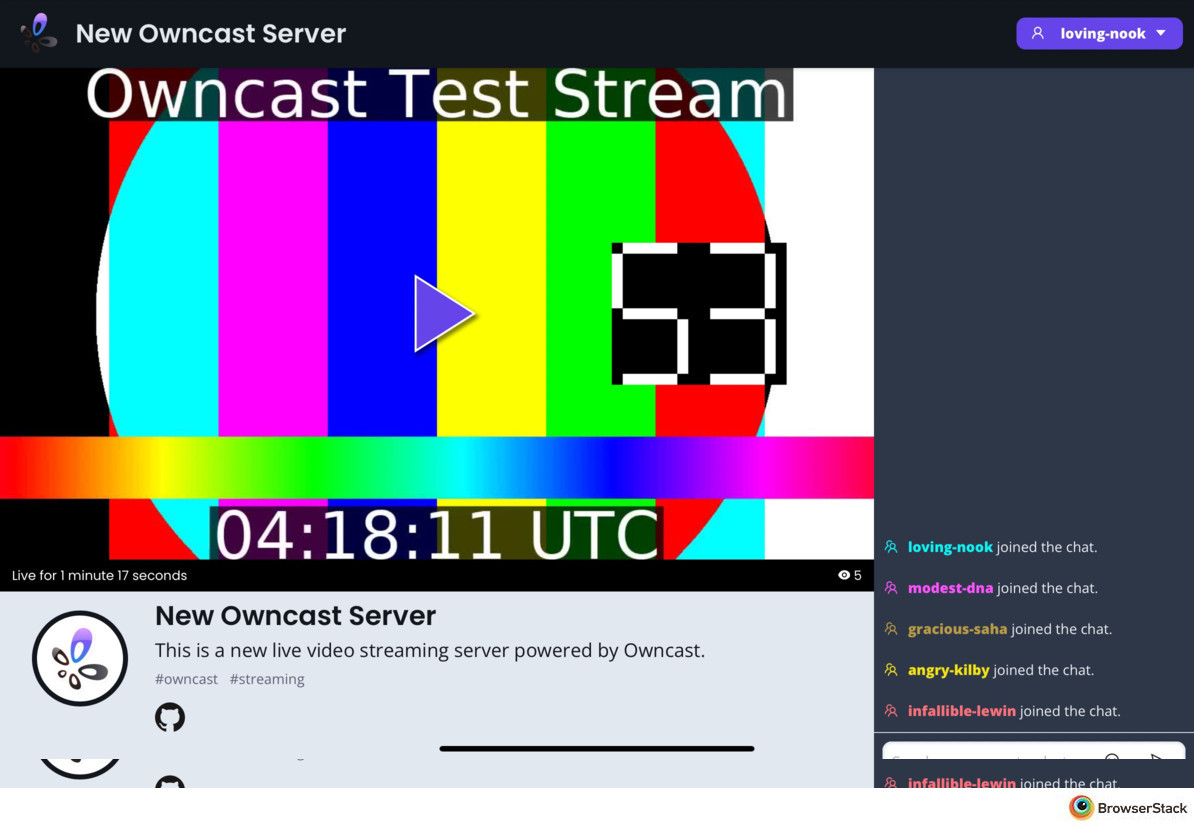 New Owncast Server
loving-nook
Owncast Test Stream
53
04:18:11 UTC
Live for 1 minute 17 seconds
5
New Owncast Server
This is a new live video streaming server powered by Owncast.
#owncast #streaming
loving-nook joined the chat.
modest-dna joined the chat.
gracious-saha joined the chat.
angry-kilby joined the chat.
infallible-lewin joined the chat.
infallible-lewin joined the chat.
BrowserStack